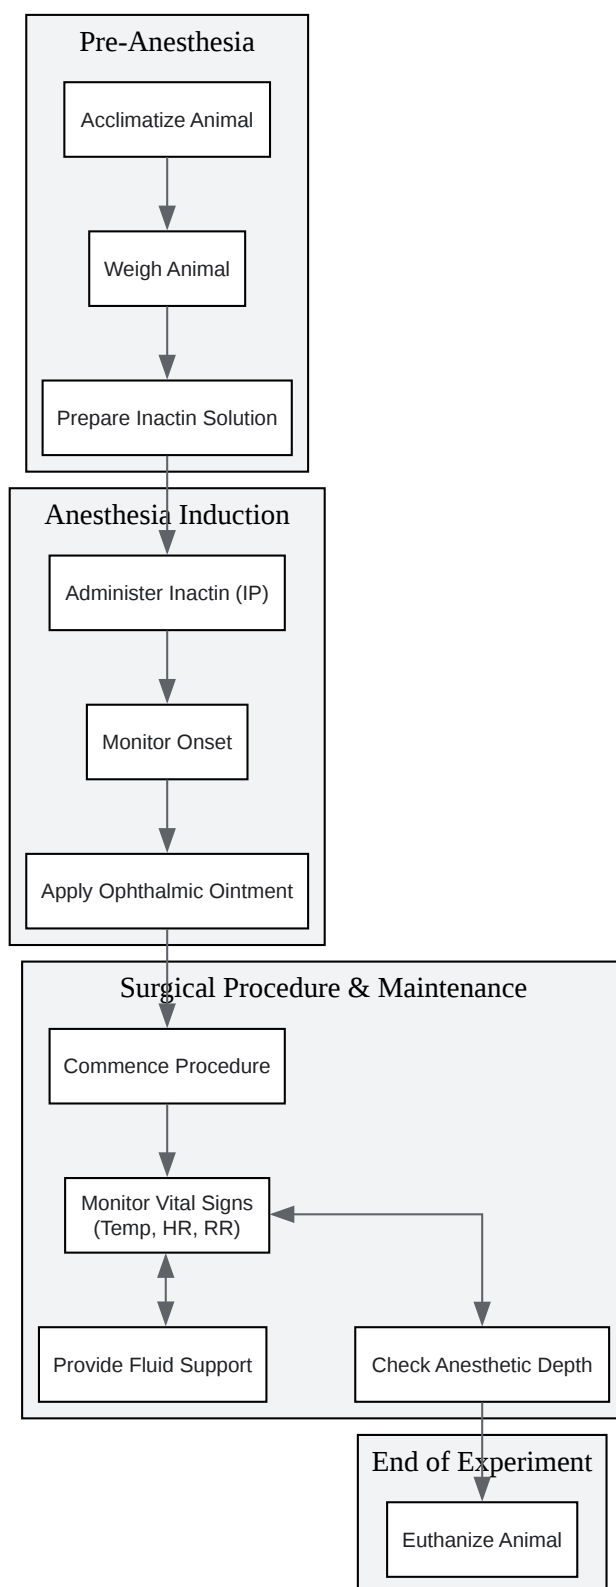 Pre-Anesthesia
Acclimatize Animal
Weigh Animal
Prepare Inactin Solution
Anesthesia Induction
Administer Inactin (IP)
Monitor Onset
Apply Ophthalmic Ointment
Surgical Procedure & Maintenance
Commence Procedure
Monitor Vital Signs
(Temp, HR, RR)
Provide Fluid Support
Check Anesthetic Depth
End of Experiment
Euthanize Animal